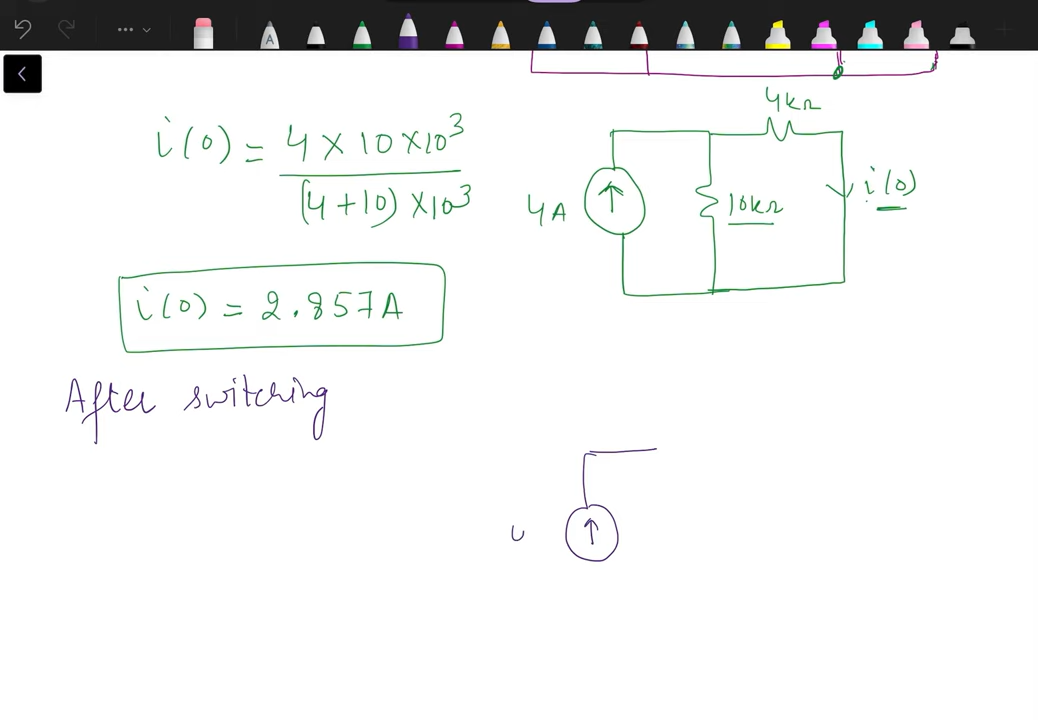 A
4kΩ
i(0) = 4 × 10 × 10³ / (4+10) × 10³
4A
10kΩ
i(0)
i(0) = 2.857A
After switching